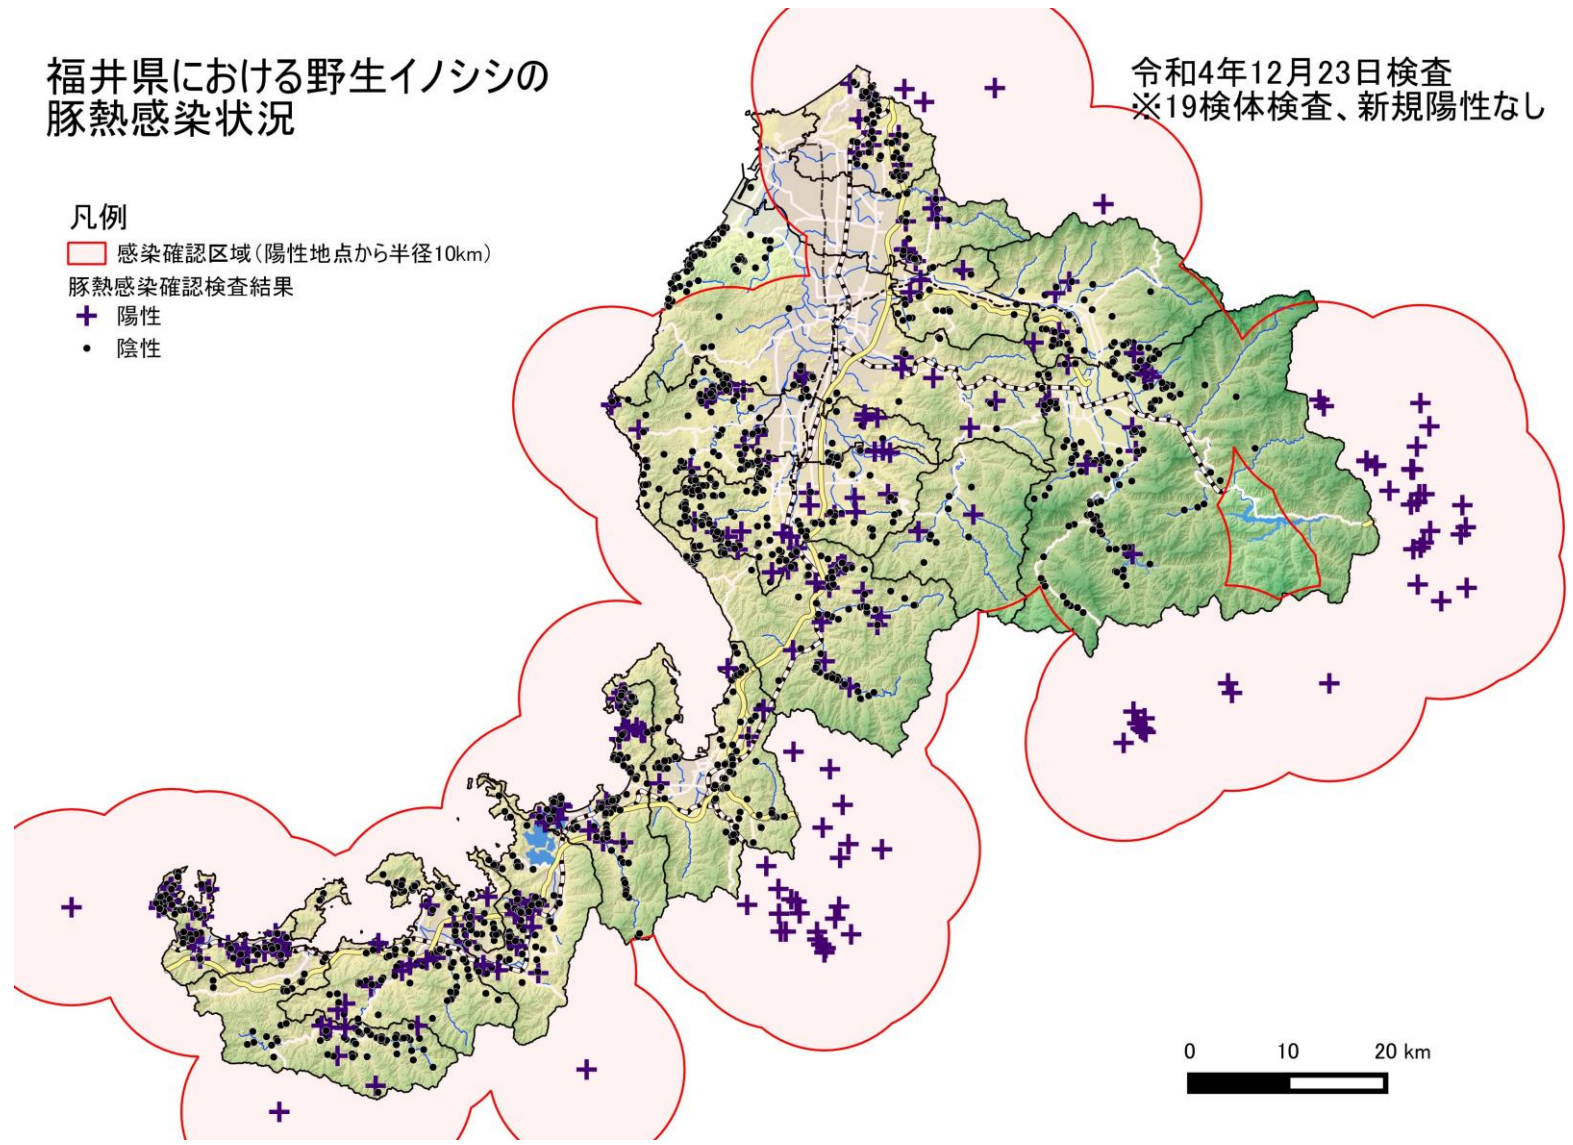 福井県における野生イノシシの
豚熱感染状況
令和4年12月23日検査
※19検体検査、新規陽性なし
凡例
感染確認区域(陽性地点から半径10km)
豚熱感染確認検査結果
陽性
陰性
0 10 20 km